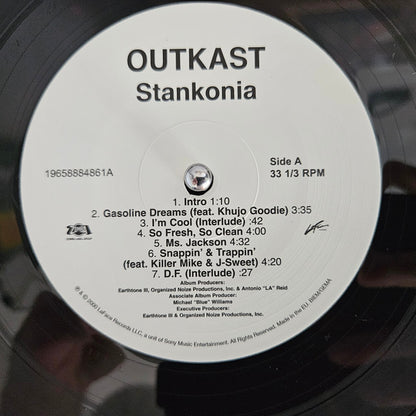 OUTKAST
Stankonia
19658884861A
Side A
33 1/3 RPM
1. Intro 1:10
2. Gasoline Dreams (feat. Khujo Goodie) 3:35
3. I'm Cool (Interlude) :42
4. So Fresh, So Clean 4:00
5. Ms. Jackson 4:32
6. Snappin' & Trappin'
(feat. Killer Mike & J-Sweet) 4:20
7. D.F. (Interlude) :27
Album Producers:
Earthtone III, Organized Noize Productions, Inc. & Antonio "LA" Reid
Associate Album Producer:
Michael "Blue" Williams
Executive Producers:
Earthtone III & Organized Noize Productions, Inc.
℗ & © 2000 LaFace Records LLC, a unit of Sony Music Entertainment. All Rights Reserved. Made in the EU. BIEM/GEMA